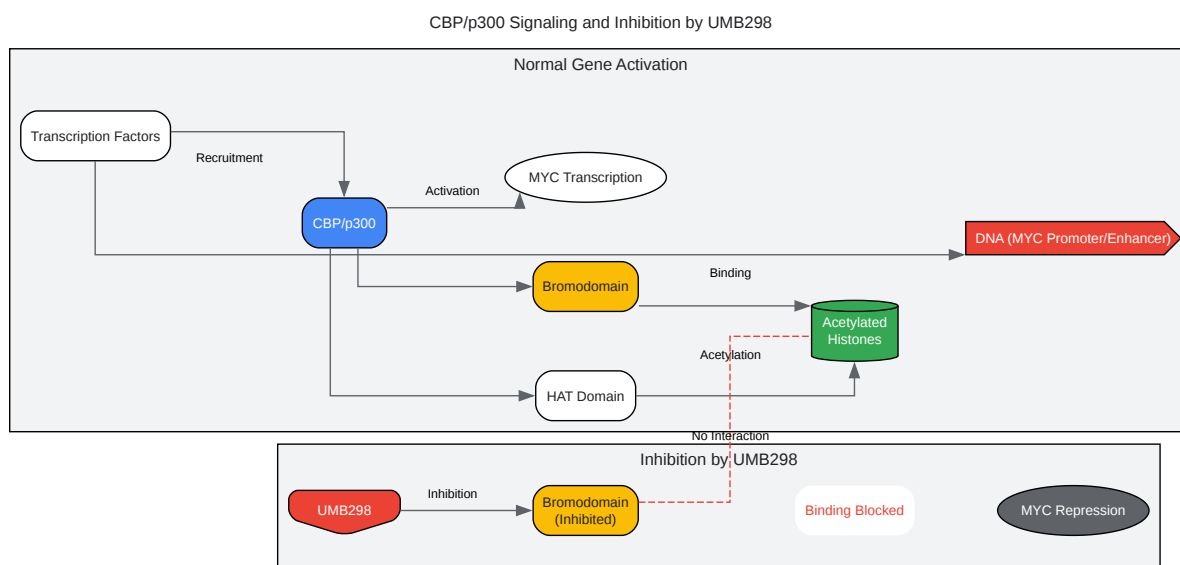 CBP/p300 Signaling and Inhibition by UMB298
Normal Gene Activation
Transcription Factors
Recruitment
MYC Transcription
Activation
CBP/p300
DNA (MYC Promoter/Enhancer)
Bromodomain
Binding
Acetylated
Histones
Acetylation
HAT Domain
No Interaction
Inhibition by UMB298
UMB298
Inhibition
Bromodomain
(Inhibited)
Binding Blocked
MYC Repression